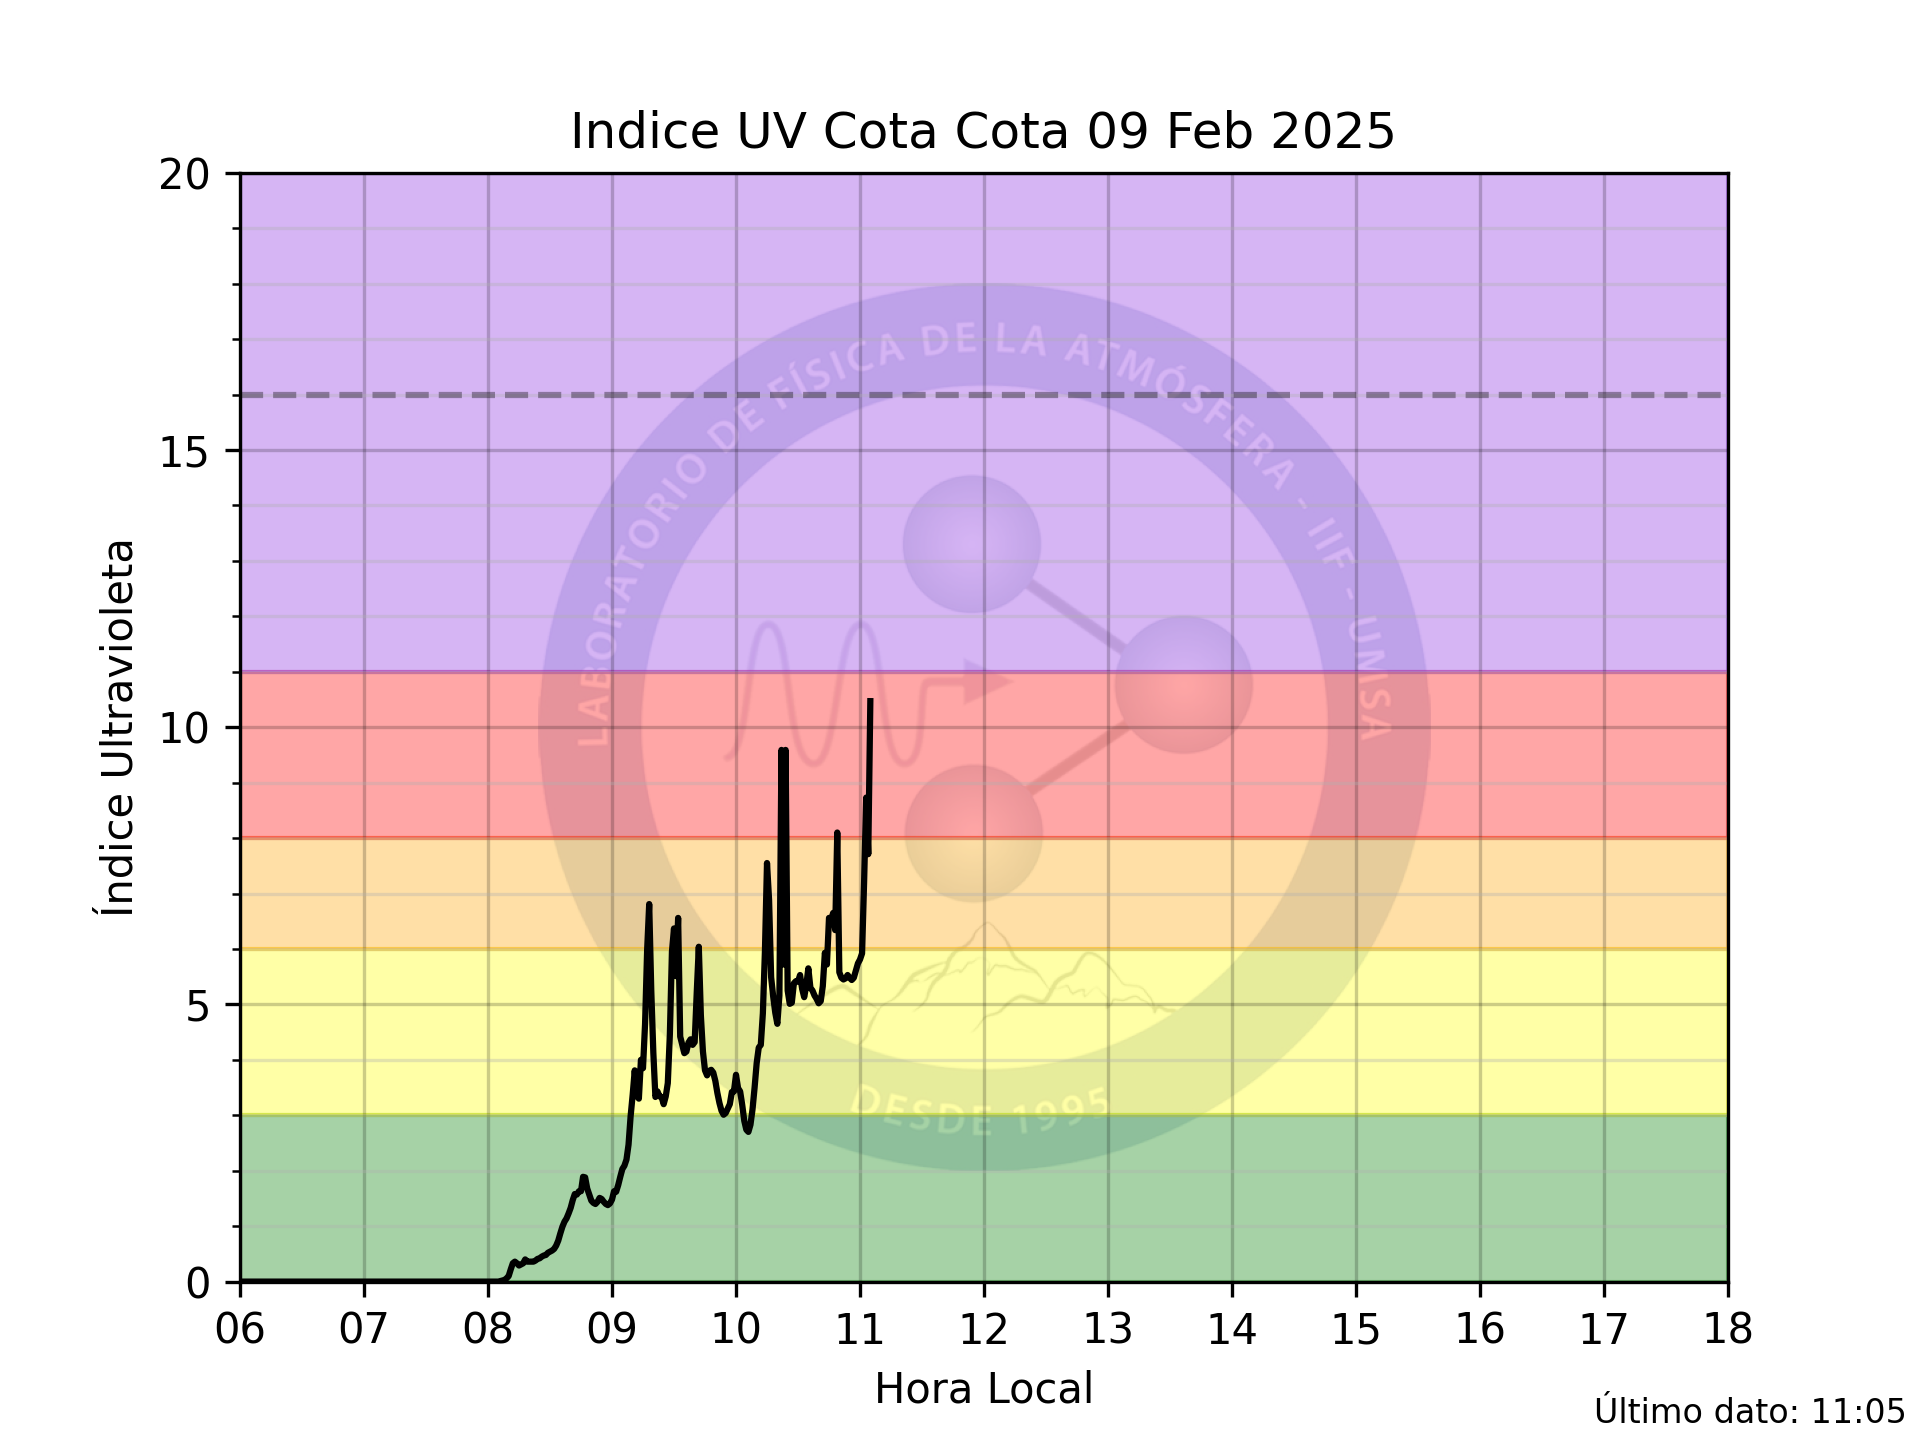 Indice UV Cota Cota 09 Feb 2025
20
15
10
5
0
Índice Ultravioleta
LABORATORIO DE FÍSICA DE LA ATMÓSFERA - IIF - UMSA
DESDE 1995
06 07 08 09 10 11 12 13 14 15 16 17 18
Hora Local
Último dato: 11:05